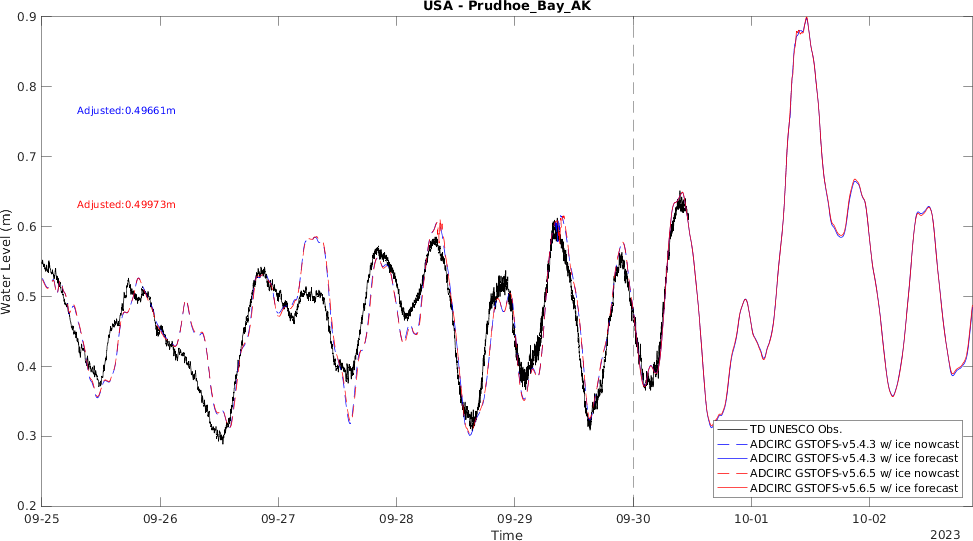 USA - Prudhoe_Bay_AK
0.9
0.8
0.7
0.6
0.5
0.4
0.3
0.2
Water Level (m)
Adjusted:0.49661m
Adjusted:0.49973m
TD UNESCO Obs.
ADCIRC GSTOFS-v5.4.3 w/ ice nowcast
ADCIRC GSTOFS-v5.4.3 w/ ice forecast
ADCIRC GSTOFS-v5.6.5 w/ ice nowcast
ADCIRC GSTOFS-v5.6.5 w/ ice forecast
09-25 09-26 09-27 09-28 09-29 09-30 10-01 10-02
Time
2023